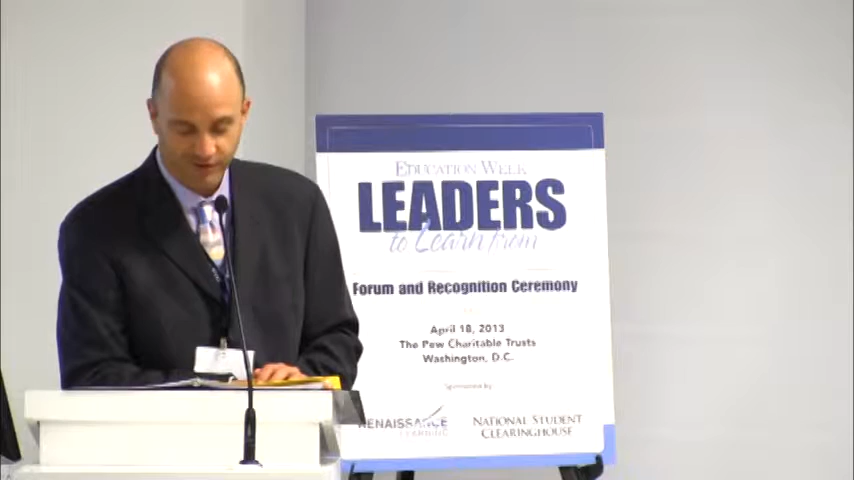 EDUCATION WEEK
LEADERS
to Learn from
Forum and Recognition Ceremony
April 18, 2013
The Pew Charitable Trusts
Washington, D.C.
Sponsored by
RENAISSANCE
LEARNING
NATIONAL STUDENT
CLEARINGHOUSE